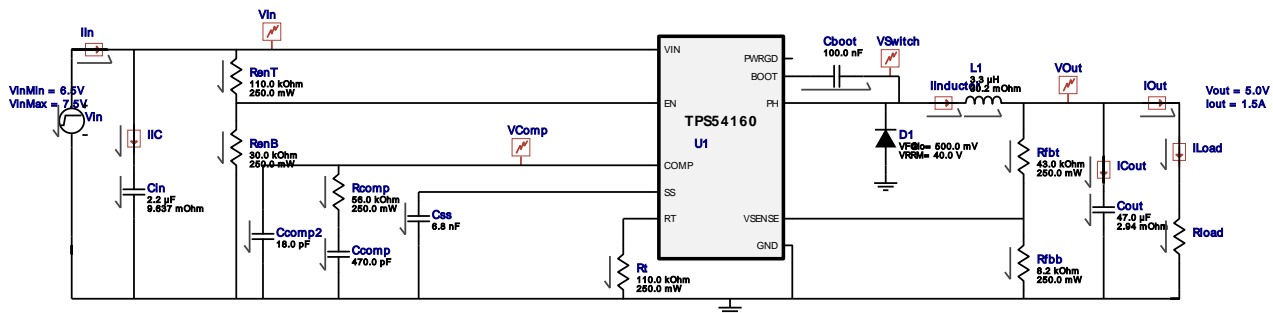 VinMin = 6.5V
VinMax = 7.5V
Vin
IIn
Vin
IIC
Cin
2.2 µF
9.637 mOhm
RenT
110.0 kOhm
250.0 mW
RenB
30.0 kOhm
250.0 mW
Ccomp2
18.0 pF
Rcomp
56.0 kOhm
250.0 mW
Ccomp
470.0 pF
Css
6.8 nF
VComp
Rt
110.0 kOhm
250.0 mW
VIN
EN
COMP
SS
RT
TPS54160
U1
PWRGD
BOOT
PH
VSENSE
GND
Cboot
100.0 nF
VSwitch
D1
500.0 mV
VRRM= 40.0 V
IInductor
L1
3.3 µH
mOhm
VOut
Rfbt
43.0 kOhm
250.0 mW
Rfbb
8.2 kOhm
250.0 mW
ICout
Cout
47.0 µF
2.94 mOhm
IOut
ILoad
Rload
Vout = 5.0V
Iout = 1.5A